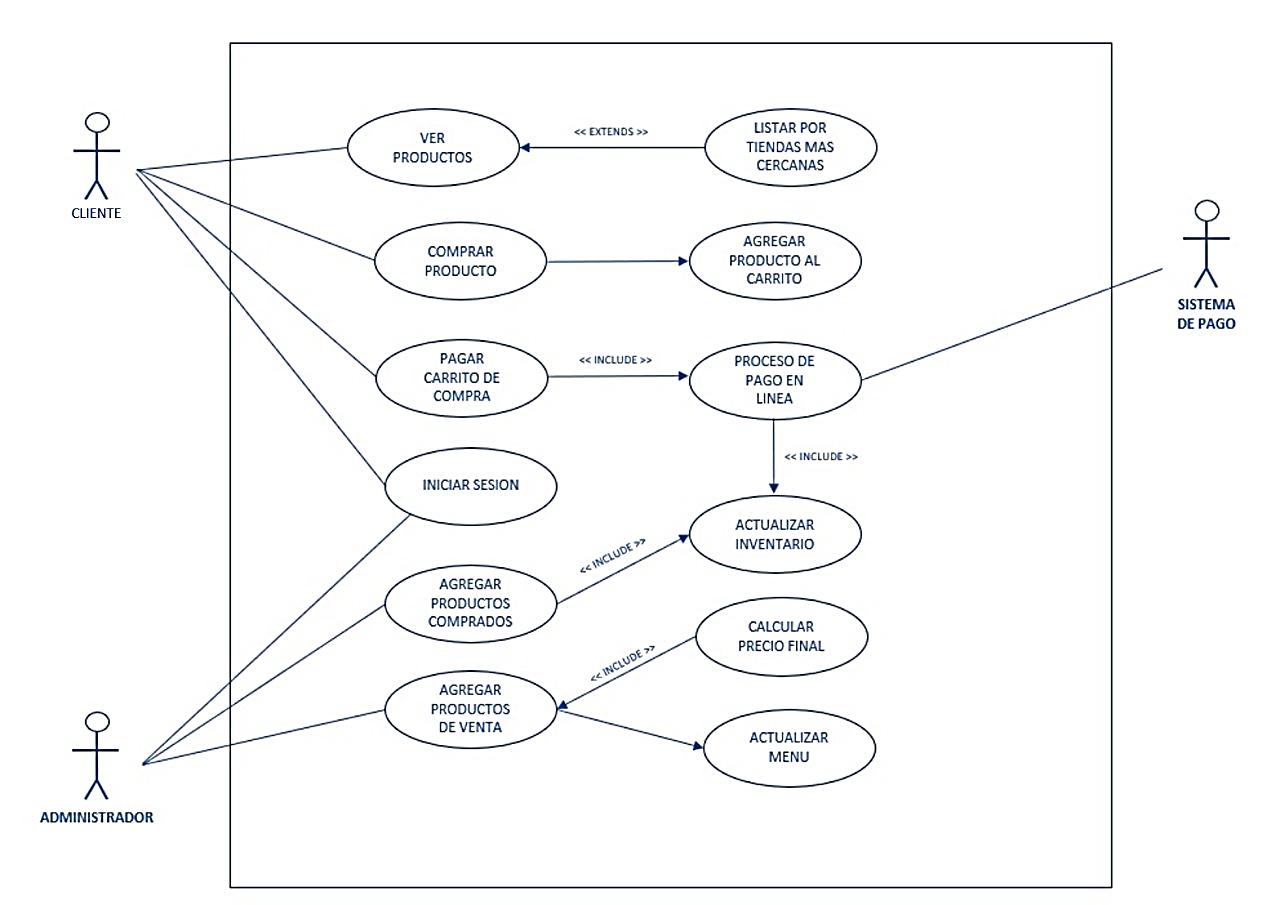 VER
PRODUCTOS
<< EXTENDS >>
LISTAR POR
TIENDAS MAS
CERCANAS
CLIENTE
COMPRAR
PRODUCTO
AGREGAR
PRODUCTO AL
CARRITO
SISTEMA
DE PAGO
PAGAR
CARRITO DE
COMPRA
<< INCLUDE >>
PROCESO DE
PAGO EN
LINEA
<< INCLUDE >>
INICIAR SESION
ACTUALIZAR
INVENTARIO
<< INCLUDE >>
AGREGAR
PRODUCTOS
COMPRADOS
CALCULAR
PRECIO FINAL
<< INCLUDE >>
AGREGAR
PRODUCTOS
DE VENTA
ACTUALIZAR
MENU
ADMINISTRADOR